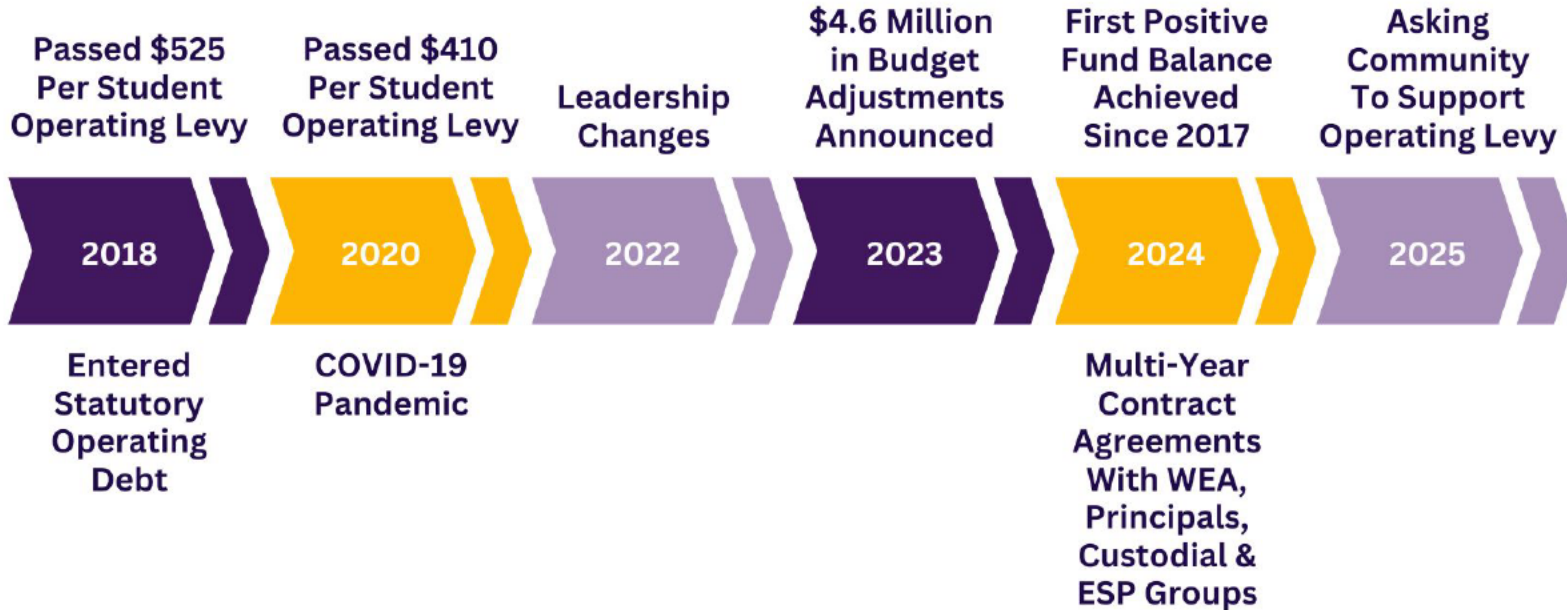 Passed $525
Per Student
Operating Levy
Passed $410
Per Student
Operating Levy
Leadership
Changes
$4.6 Million
in Budget
Adjustments
Announced
First Positive
Fund Balance
Achieved
Since 2017
Asking
Community
To Support
Operating Levy
2018
2020
2022
2023
2024
2025
Entered
Statutory
Operating
Debt
COVID-19
Pandemic
Multi-Year
Contract
Agreements
With WEA,
Principals,
Custodial &
ESP Groups